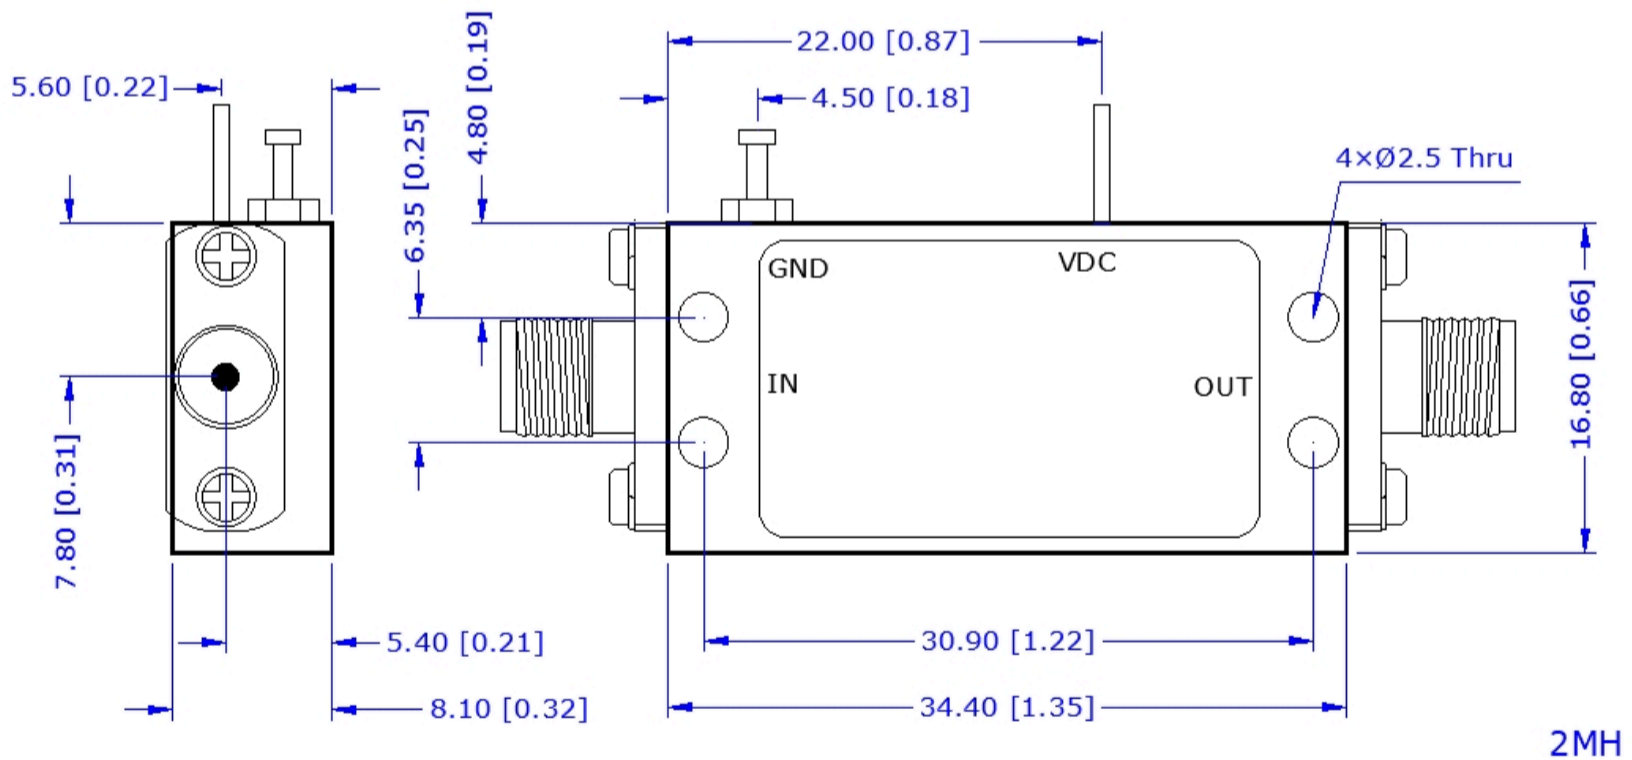 22.00 [0.87]
5.60 [0.22]
4.80 [0.19]
4.50 [0.18]
6.35 [0.25]
4ר2.5 Thru
GND
VDC
IN
OUT
16.80 [0.66]
7.80 [0.31]
5.40 [0.21]
30.90 [1.22]
8.10 [0.32]
34.40 [1.35]
2MH